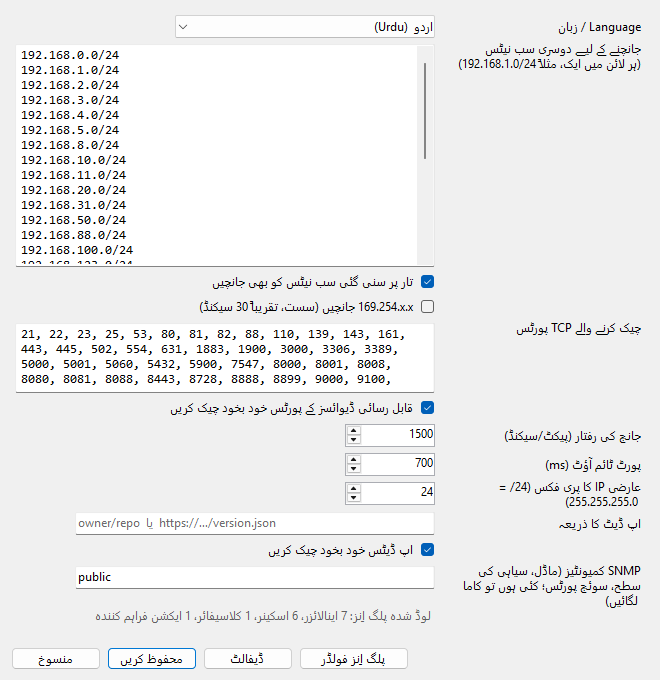 Language / زبان
اردو (Urdu)
جانچنے کے لیے دوسری سب نیٹس
(ہر لائن میں ایک، مثلاً 192.168.1.0/24)
192.168.0.0/24
192.168.1.0/24
192.168.2.0/24
192.168.3.0/24
192.168.4.0/24
192.168.5.0/24
192.168.8.0/24
192.168.10.0/24
192.168.11.0/24
192.168.20.0/24
192.168.31.0/24
192.168.50.0/24
192.168.88.0/24
192.168.100.0/24
تار پر سنی گئی سب نیٹس کو بھی جانچیں
169.254.x.x جانچیں (سست، تقریباً 30 سیکنڈ)
چیک کرنے والے TCP پورٹس
21, 22, 23, 25, 53, 80, 81, 82, 88, 110, 139, 143, 161,
443, 445, 502, 554, 631, 1883, 1900, 3000, 3306, 3389,
5000, 5001, 5060, 5432, 5900, 7547, 8000, 8001, 8008,
8080, 8081, 8088, 8443, 8728, 8888, 8899, 9000, 9100,
قابل رسائی ڈیوائسز کے پورٹس خود بخود چیک کریں
جانچ کی رفتار (پیکٹ/سیکنڈ)
1500
پورٹ ٹائم آؤٹ (ms)
700
عارضی IP کا پری فکس (24/ =
255.255.255.0)
24
اپ ڈیٹ کا ذریعہ
owner/repo یا https://.../version.json
اپ ڈیٹس خود بخود چیک کریں
SNMP کمیونٹیز (ماڈل، سیاہی کی
سطح، سوئچ پورٹس؛ کئی ہوں تو کاما
لگائیں)
public
لوڈ شدہ پلگ اِنز: 7 اینالائزر، 6 اسکینر، 1 کلاسیفائر، 1 ایکشن فراہم کنندہ
پلگ اِنز فولڈر
ڈیفالٹ
محفوظ کریں
منسوخ